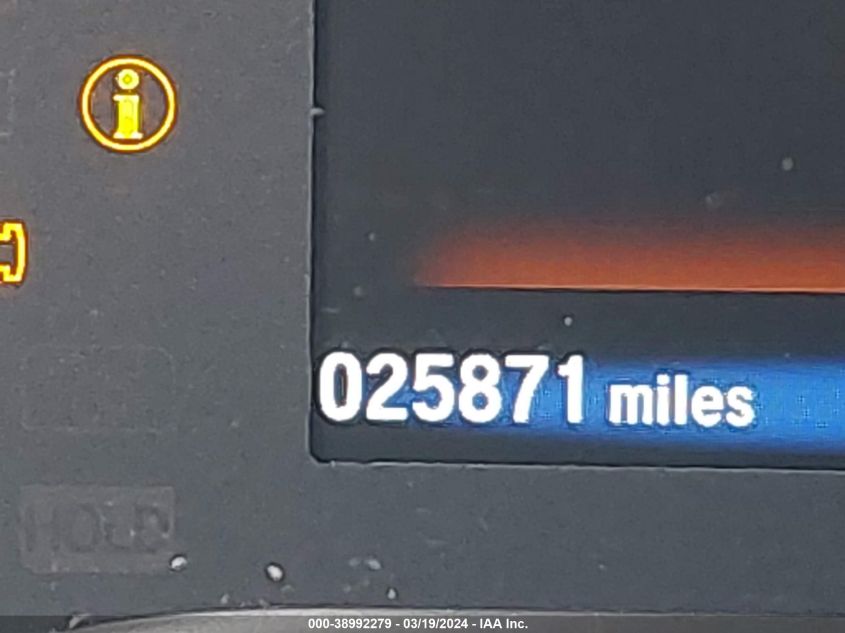 i
025871 miles
HOLD
000-38992279 - 03/19/2024 - IAA Inc.